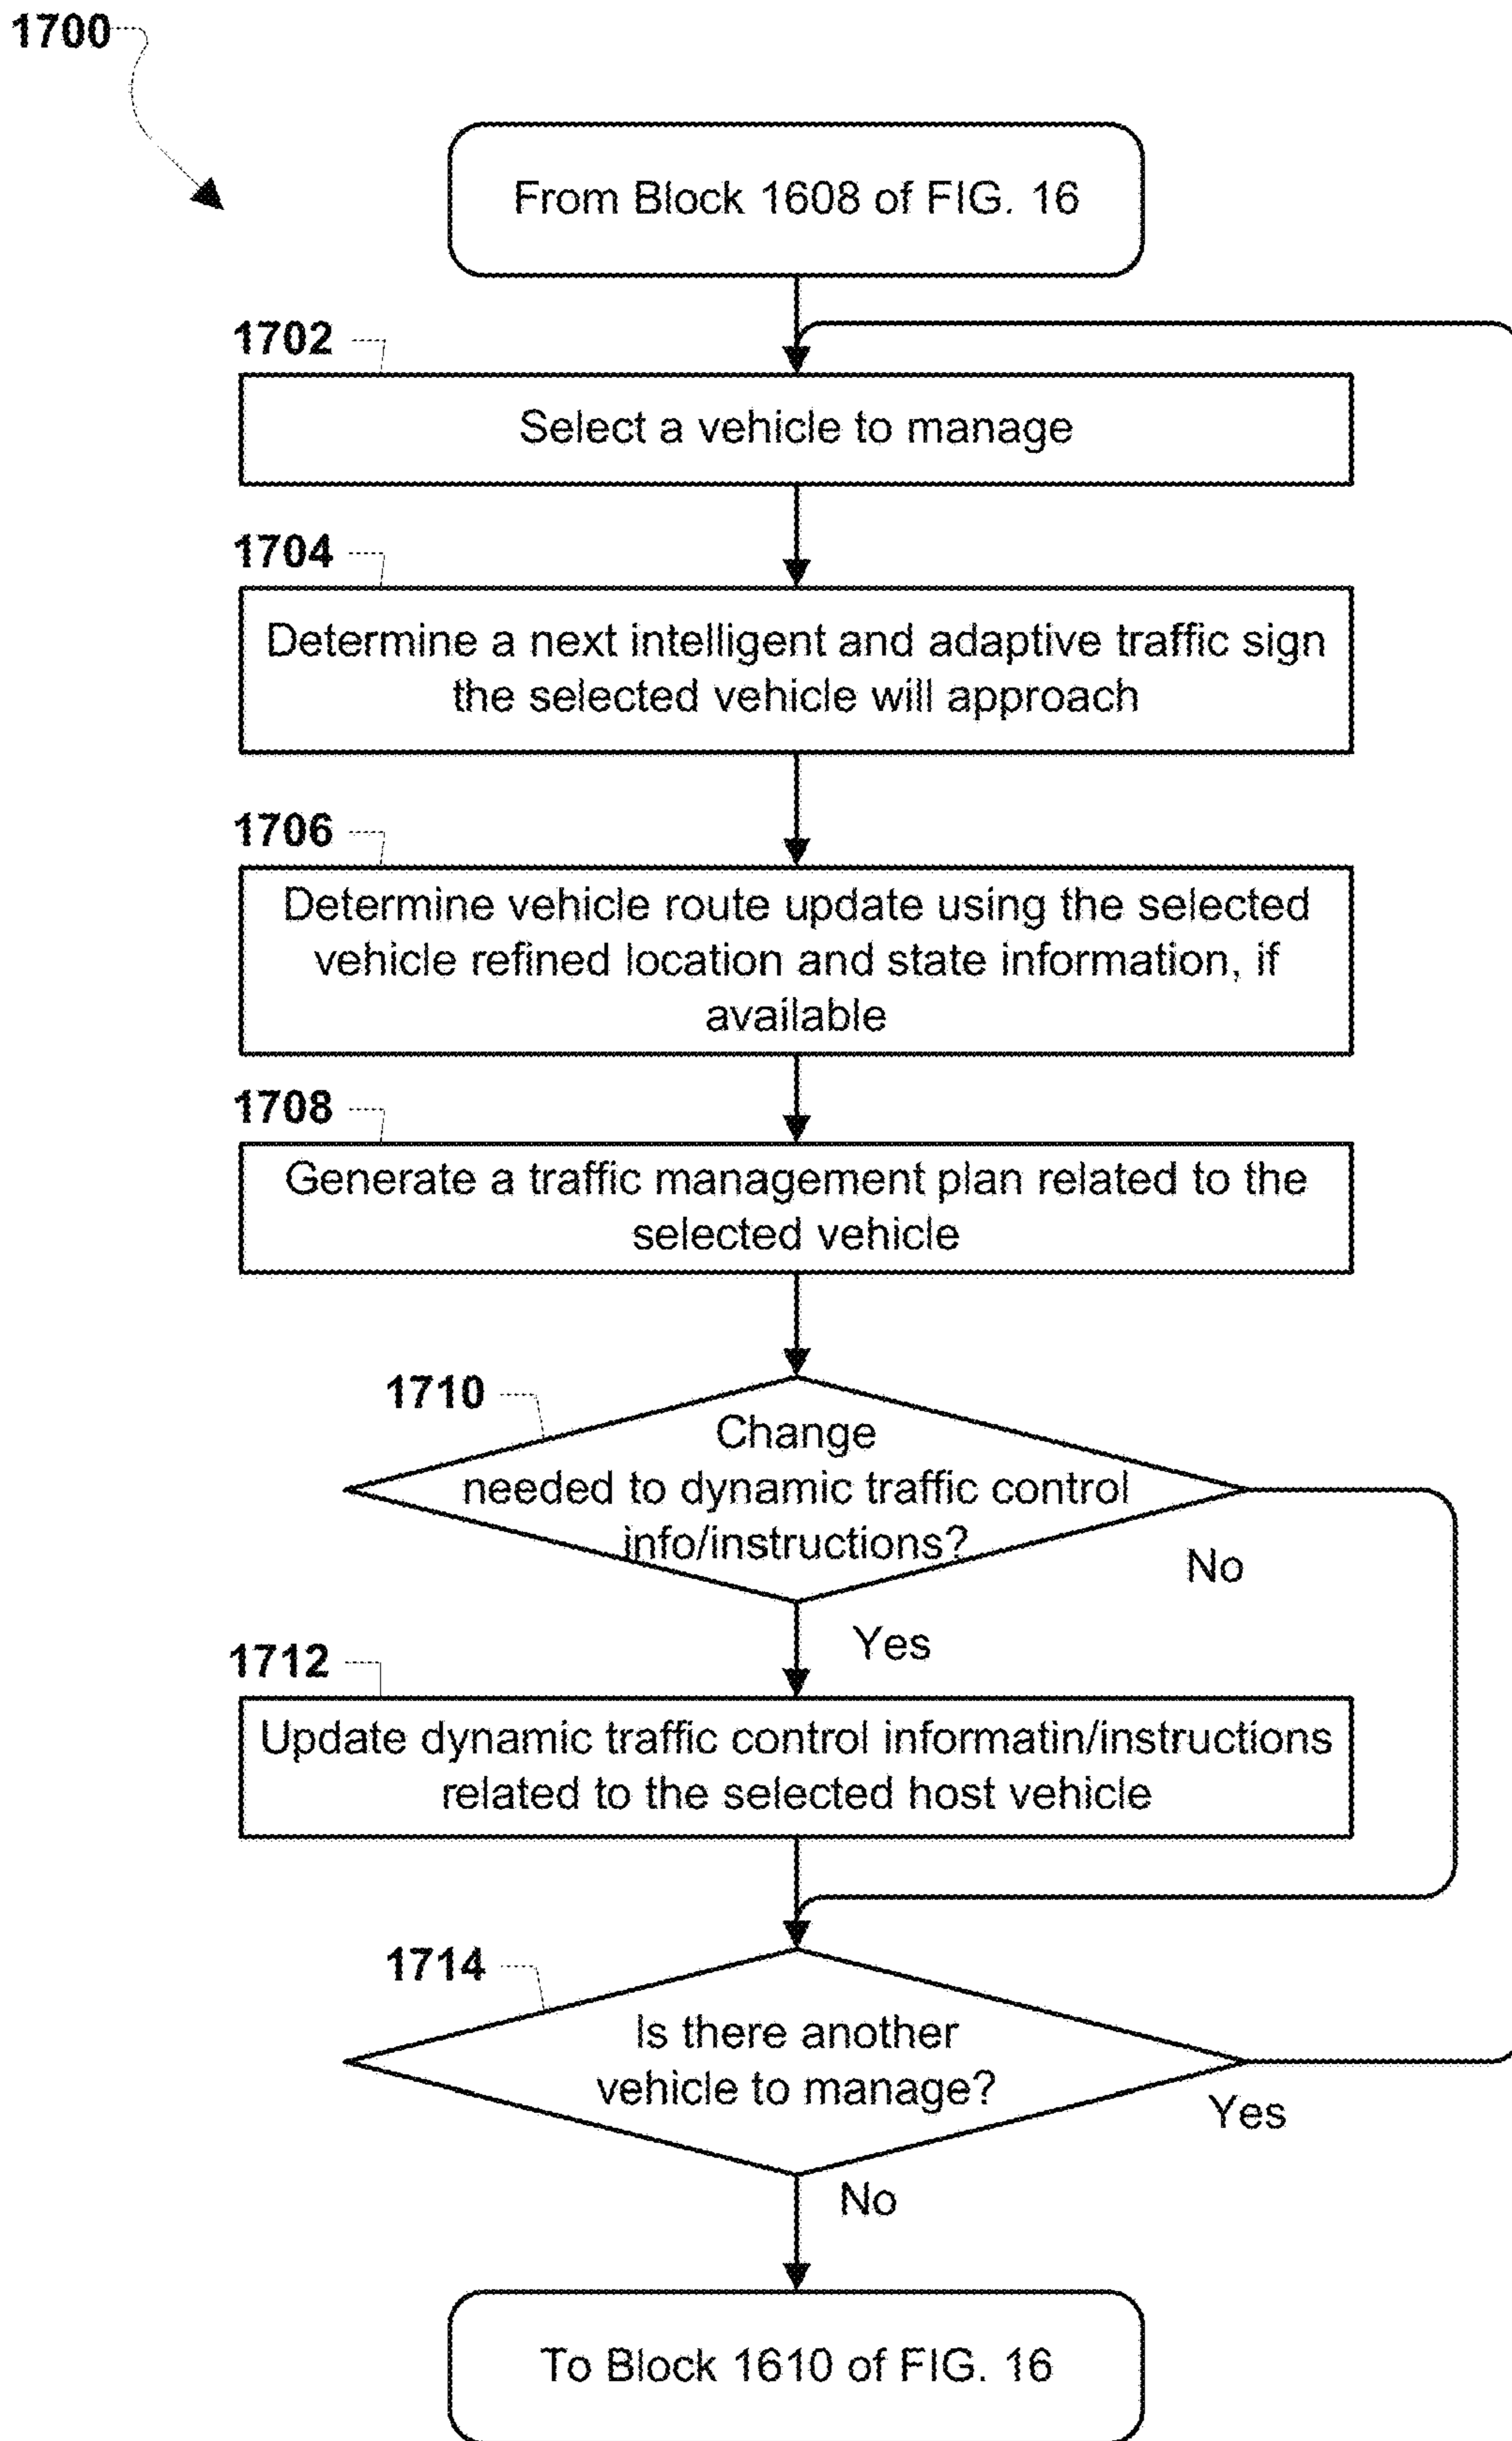 1700
From Block 1608 of FIG. 16
1702
Select a vehicle to manage
1704
Determine a next intelligent and adaptive traffic sign
the selected vehicle will approach
1706
Determine vehicle route update using the selected
vehicle refined location and state information, if
available
1708
Generate a traffic management plan related to the
selected vehicle
1710
Change
needed to dynamic traffic control
info/instructions?
No
Yes
1712
Update dynamic traffic control informatin/instructions
related to the selected host vehicle
1714
Is there another
vehicle to manage?
Yes
No
To Block 1610 of FIG. 16